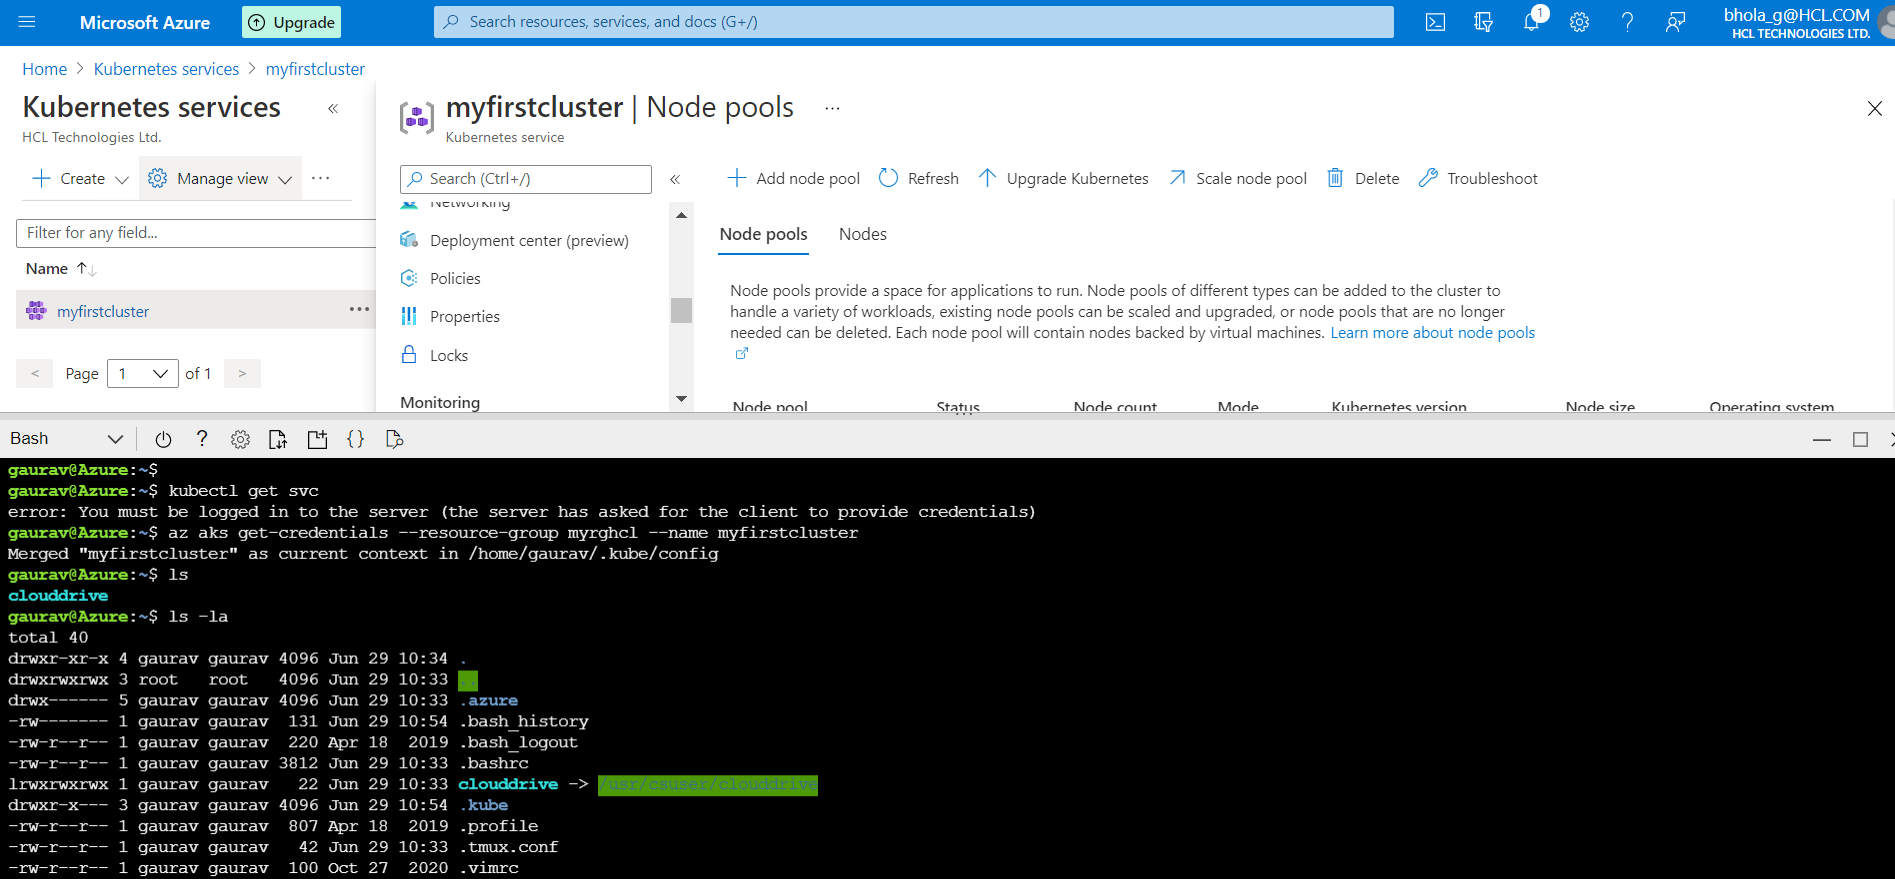 Microsoft Azure
Upgrade
Search resources, services, and docs (G+/)
1
bhola_g@HCL.COM
HCL TECHNOLOGIES LTD.
Home > Kubernetes services > myfirstcluster
Kubernetes services
«
HCL Technologies Ltd.
myfirstcluster | Node pools
...
Kubernetes service
Create
Manage view
...
Search (Ctrl+/)
«
Add node pool
Refresh
Upgrade Kubernetes
Scale node pool
Delete
Troubleshoot
Filter for any field...
Name ↑↓
myfirstcluster
...
< Page 1 of 1 >
Networking
Deployment center (preview)
Policies
Properties
Locks
Monitoring
Node pools
Nodes
Node pools provide a space for applications to run. Node pools of different types can be added to the cluster to
handle a variety of workloads, existing node pools can be scaled and upgraded, or node pools that are no longer
needed can be deleted. Each node pool will contain nodes backed by virtual machines. Learn more about node pools
Node pool Status Node count Mode Kubernetes version Node size Operating system
Bash
?
{}
gaurav@Azure:~$
gaurav@Azure:~$ kubectl get svc
error: You must be logged in to the server (the server has asked for the client to provide credentials)
gaurav@Azure:~$ az aks get-credentials --resource-group myrghcl --name myfirstcluster
Merged "myfirstcluster" as current context in /home/gaurav/.kube/config
gaurav@Azure:~$ ls
clouddrive
gaurav@Azure:~$ ls -la
total 40
drwxr-xr-x 4 gaurav gaurav 4096 Jun 29 10:34 .
drwxrwxrwx 3 root   root   4096 Jun 29 10:33 ..
drwx------ 5 gaurav gaurav 4096 Jun 29 10:33 .azure
-rw------- 1 gaurav gaurav  131 Jun 29 10:54 .bash_history
-rw-r--r-- 1 gaurav gaurav  220 Apr 18  2019 .bash_logout
-rw-r--r-- 1 gaurav gaurav 3812 Jun 29 10:33 .bashrc
lrwxrwxrwx 1 gaurav gaurav   22 Jun 29 10:33 clouddrive -> /usr/csuser/clouddrive
drwxr-x--- 3 gaurav gaurav 4096 Jun 29 10:54 .kube
-rw-r--r-- 1 gaurav gaurav  807 Apr 18  2019 .profile
-rw-r--r-- 1 gaurav gaurav   42 Jun 29 10:33 .tmux.conf
-rw-r--r-- 1 gaurav gaurav  100 Oct 27  2020 .vimrc